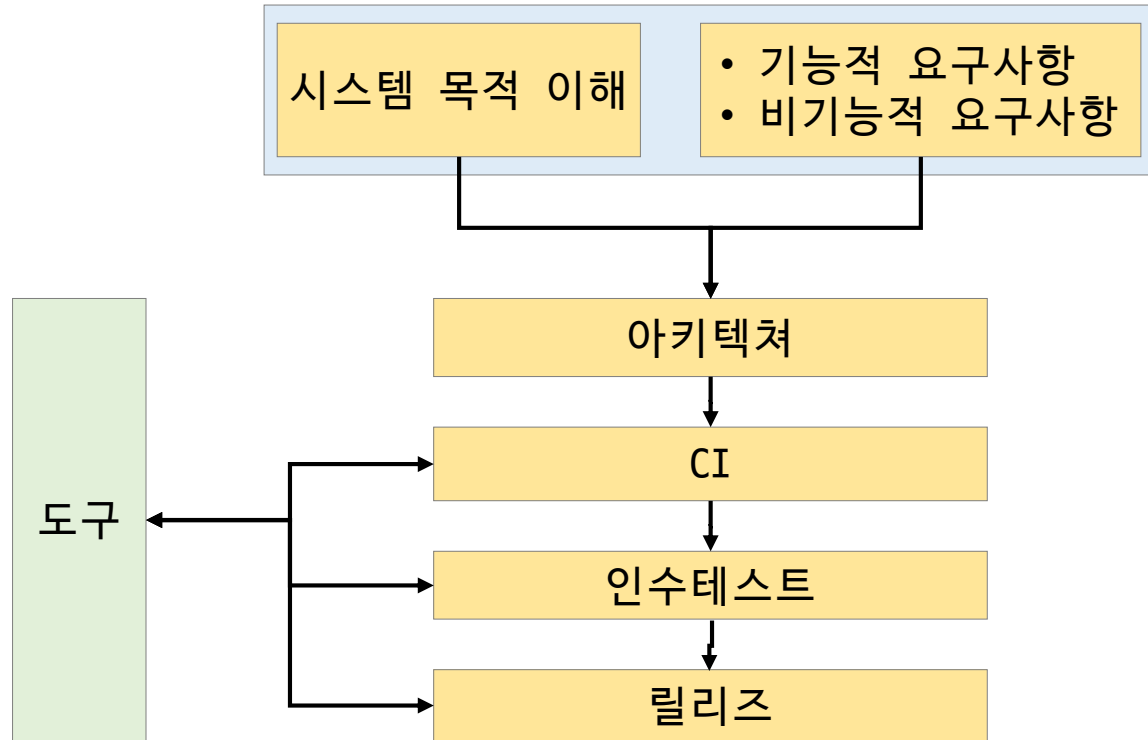 시스템 목적 이해
• 기능적 요구사항
• 비기능적 요구사항
아키텍쳐
CI
도구
인수테스트
릴리즈